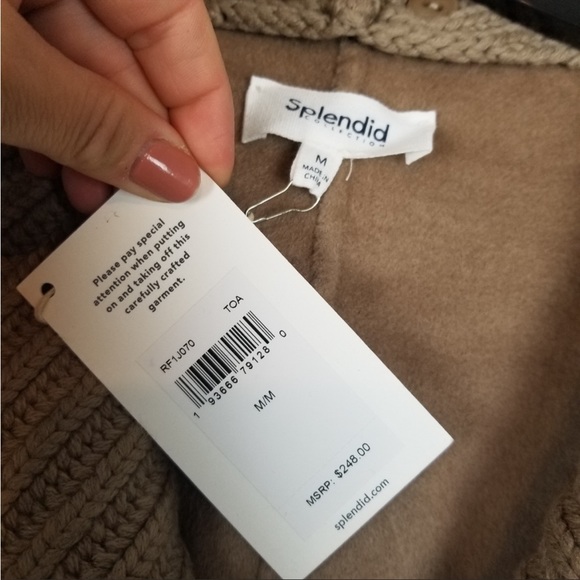 Splendid
COLLECTION
M
MADE IN
CHINA
Please pay special
attention when putting
on and taking off this
carefully crafted
garment.
RF1J070 TOA
1 93666 79128 0
M/M
MSRP: $248.00
splendid.com